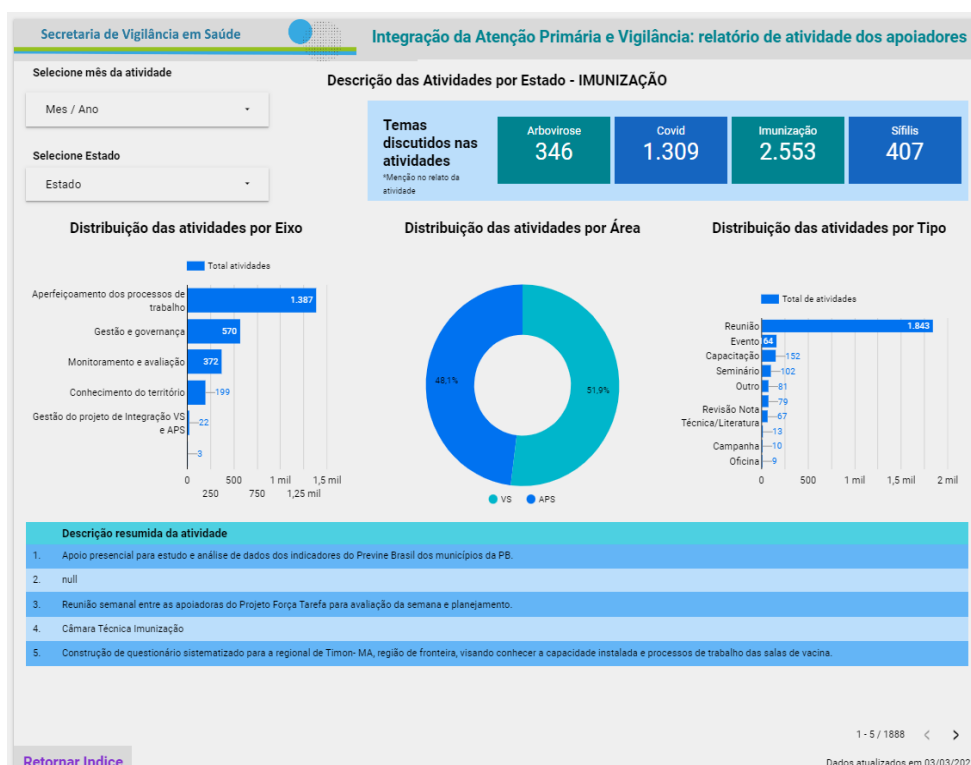 Secretaria de Vigilância em Saúde
Integração da Atenção Primária e Vigilância: relatório de atividade dos apoiadores
Selecione mês da atividade
Descrição das Atividades por Estado - IMUNIZAÇÃO
Mes / Ano
Selecione Estado
Estado
Temas
discutidos nas
atividades
*Menção no relato da
atividade
Arbovirose
346
Covid
1.309
Imunização
2.553
Sífilis
407
Distribuição das atividades por Eixo
Total atividades
Aperfeiçoamento dos processos de
trabalho
1.387
Gestão e governança
570
Monitoramento e avaliação
372
Conhecimento do território
199
Gestão do projeto de Integração VS
e APS
22
3
0 500 1 mil 1,5 mil
250 750 1,25 mil
Distribuição das atividades por Área
48,1%
51,9%
VS APS
Distribuição das atividades por Tipo
Total de atividades
Reunião 1.843
Evento 64
Capacitação 152
Seminário 102
Outro 81
79
Revisão Nota
Técnica/Literatura
67
13
Campanha 10
Oficina 9
0 500 1 mil 1,5 mil 2 mil
Descrição resumida da atividade
1. Apoio presencial para estudo e análise de dados dos indicadores do Previne Brasil dos municípios da PB.
2. null
3. Reunião semanal entre as apoiadoras do Projeto Força Tarefa para avaliação da semana e planejamento.
4. Câmara Técnica Imunização
5. Construção de questionário sistematizado para a regional de Timon- MA, região de fronteira, visando conhecer a capacidade instalada e processos de trabalho das salas de vacina.
1 - 5 / 1888
Retornar Indice
Dados atualizados em 03/03/202